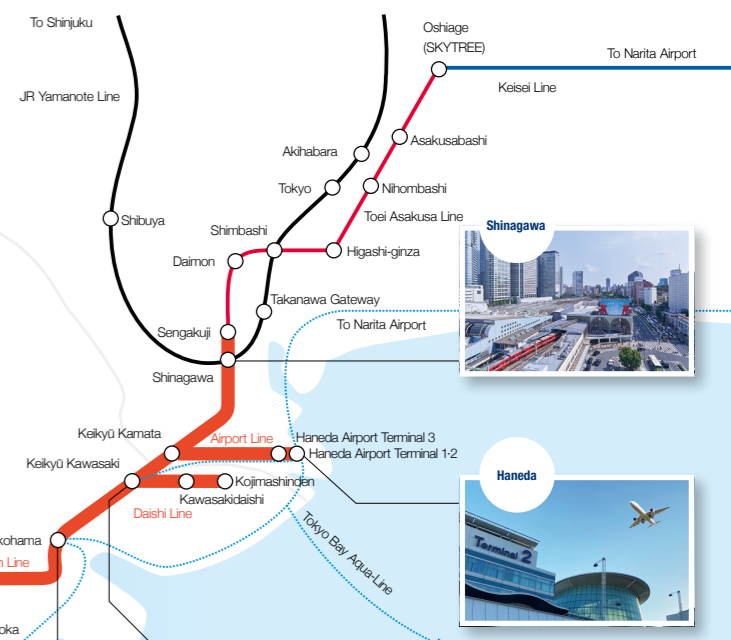 To Shinjuku
Oshiage
(SKYTREE)
To Narita Airport
Keisei Line
JR Yamanote Line
Asakusabashi
Akihabara
Tokyo
Nihombashi
Toei Asakusa Line
Shibuya
Shimbashi
Higashi-ginza
Daimon
Shinagawa
Takanawa Gateway
To Narita Airport
Sengakuji
Shinagawa
Keikyū Kamata
Airport Line
Haneda Airport Terminal 3
Haneda Airport Terminal 1·2
Keikyū Kawasaki
Kojimashinden
Kawasakidaishi
Daishi Line
Haneda
Tokyo Bay Aqua-Line
Terminal 2
kohama
n Line
oka